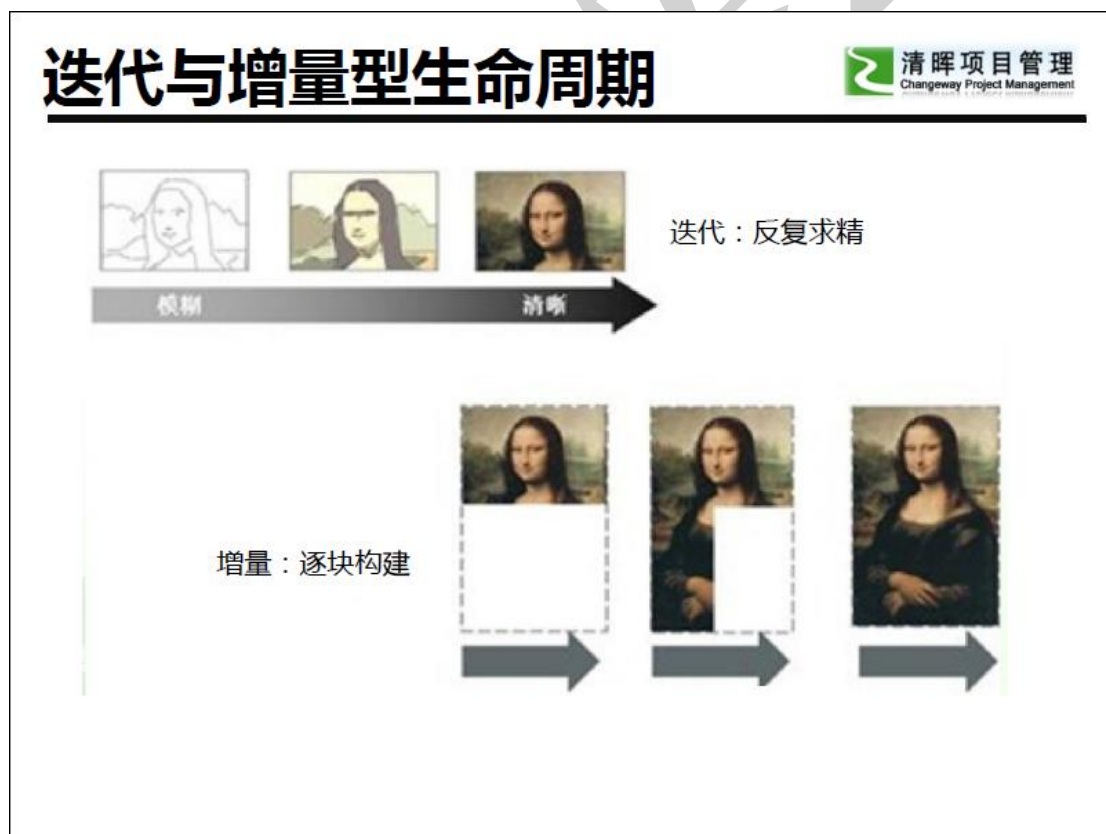 迭代与增量型生命周期
清晖项目管理
Changeway Project Management
迭代：反复求精
模糊
清晰
增量：逐块构建